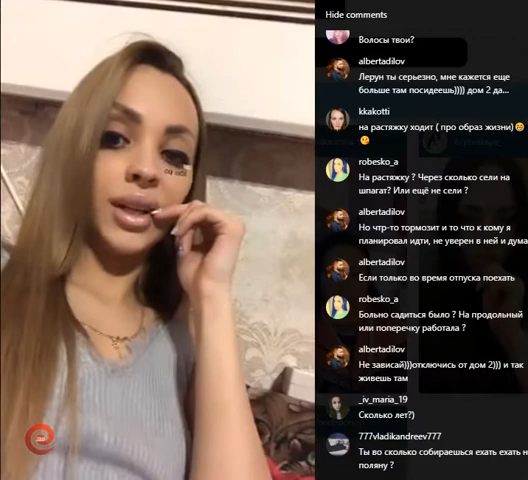 Hide comments
Волосы твои?
albertadilov
Лерун ты серьезно, мне кажется еще
больше там посидеешь)))) дом 2 да...
kkakotti
на растяжку ходит ( про образ жизни)
robesko_a
На растяжку ? Через сколько сели на
шпагат? Или ещё не сели ?
albertadilov
Но чтр-то тормозит и то что к кому я
планировал идти, не уверен в ней и дума
albertadilov
Если только во время отпуска поехать
robesko_a
Больно садиться было ? На продольный
или поперечку работала ?
albertadilov
Не зависай)))отключись от дом 2))) и так
живешь там
_iv_maria_19
Сколько лет?)
777vladikandreev777
Ты во сколько собираешься ехать ехать н
поляну ?